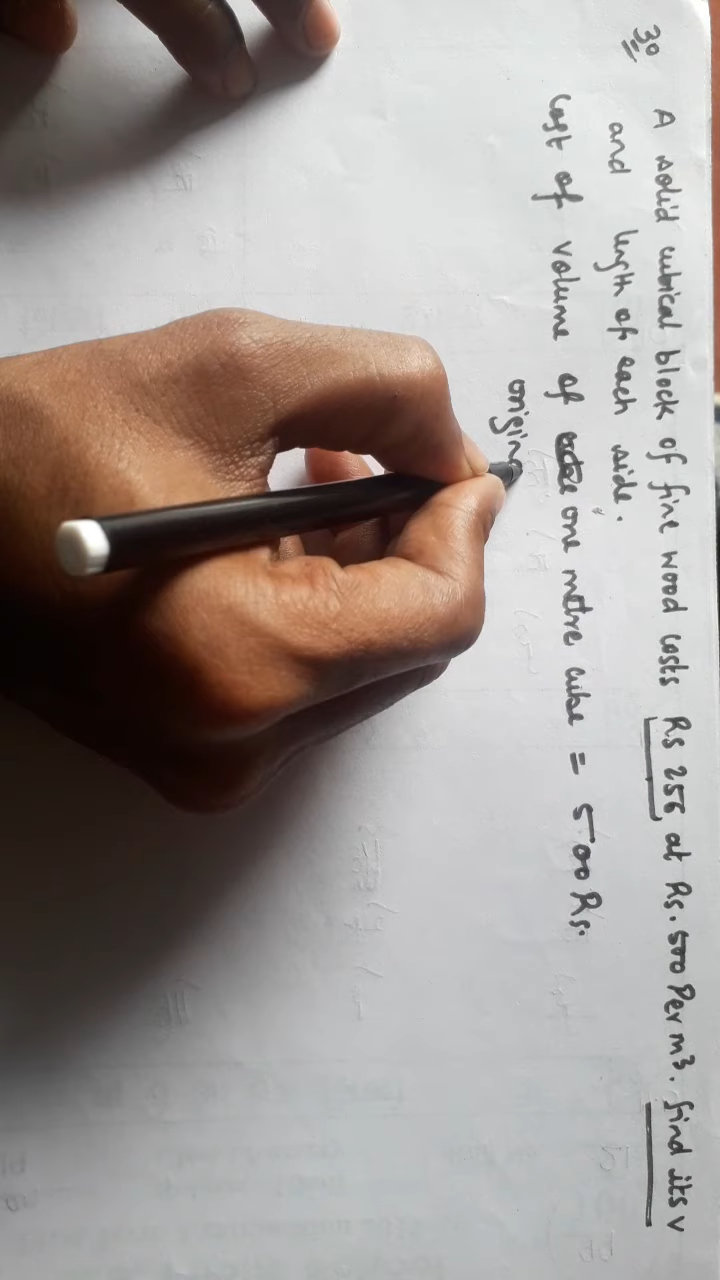 30 A solid cubical block of fine wood costs Rs 256 at Rs. 500 Per m3. find its v
and length of each side.
Cost of volume of one metre cube = 500 Rs.
origin